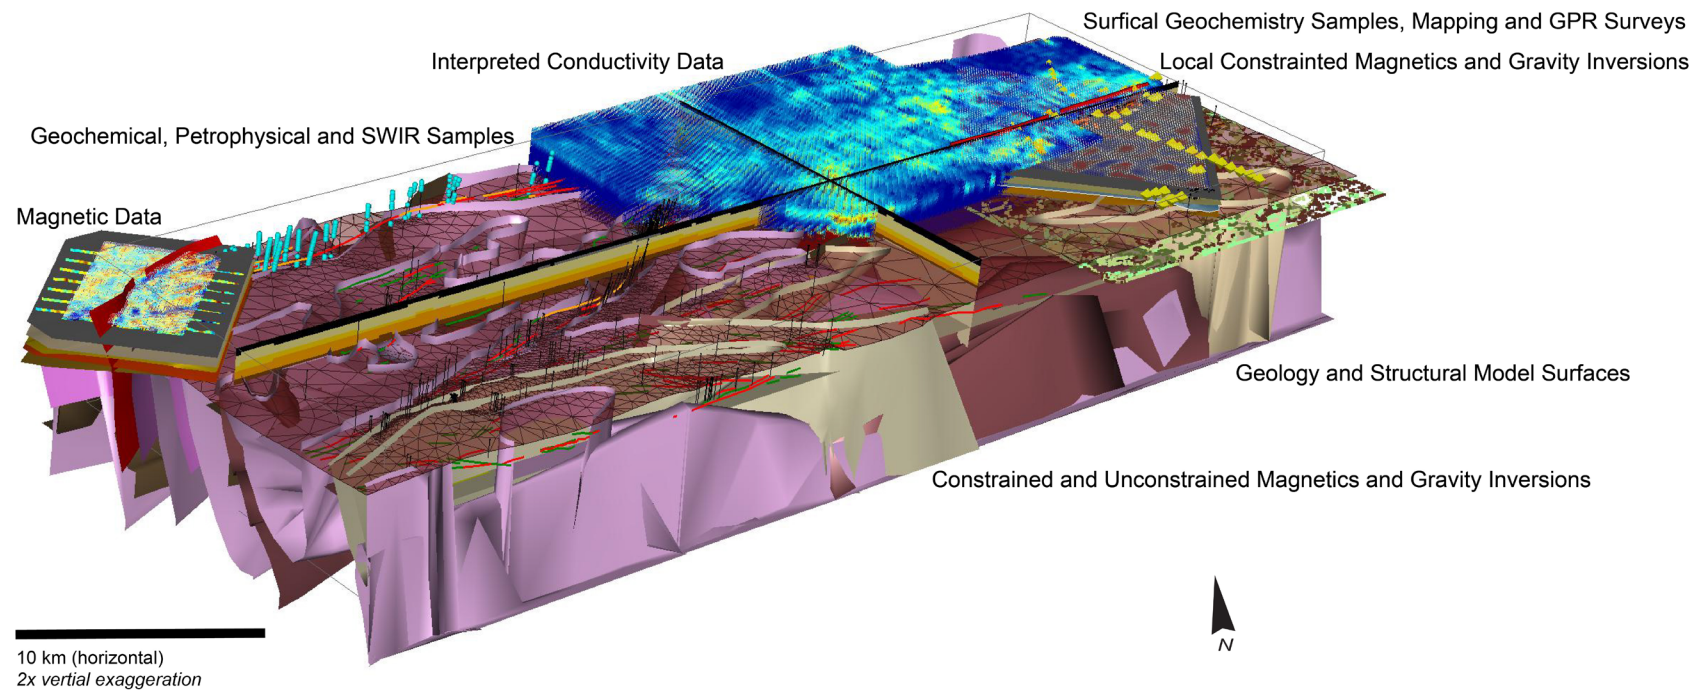 Surfical Geochemistry Samples, Mapping and GPR Surveys
Interpreted Conductivity Data
Local Constrainted Magnetics and Gravity Inversions
Geochemical, Petrophysical and SWIR Samples
Magnetic Data
Geology and Structural Model Surfaces
Constrained and Unconstrained Magnetics and Gravity Inversions
N
10 km (horizontal)
2x vertial exaggeration